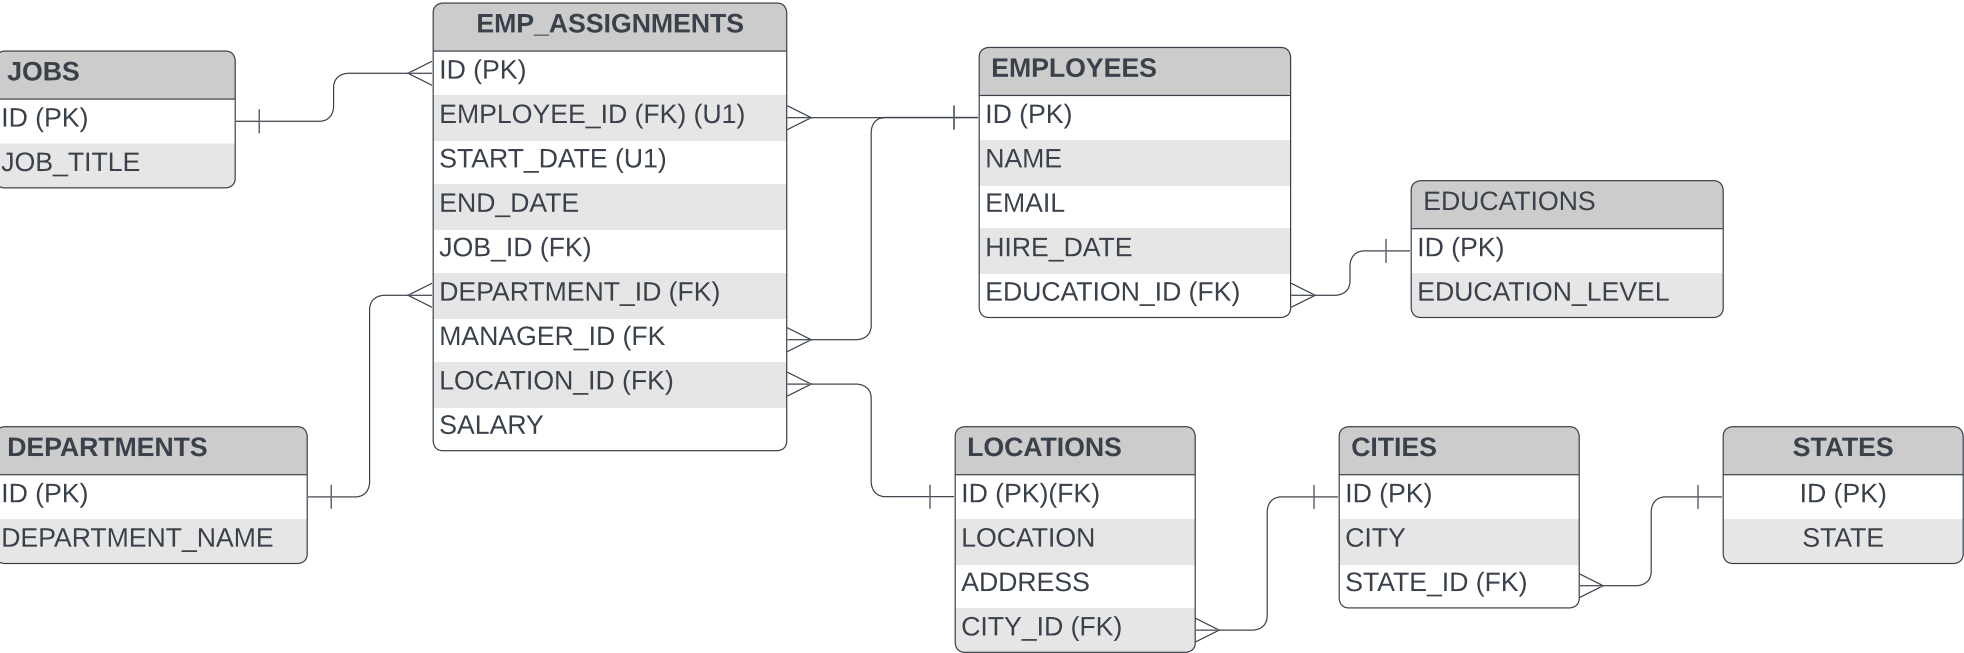 JOBS
ID (PK)
JOB_TITLE
EMP_ASSIGNMENTS
ID (PK)
EMPLOYEE_ID (FK) (U1)
START_DATE (U1)
END_DATE
JOB_ID (FK)
DEPARTMENT_ID (FK)
MANAGER_ID (FK
LOCATION_ID (FK)
SALARY
EMPLOYEES
ID (PK)
NAME
EMAIL
HIRE_DATE
EDUCATION_ID (FK)
EDUCATIONS
ID (PK)
EDUCATION_LEVEL
DEPARTMENTS
ID (PK)
DEPARTMENT_NAME
LOCATIONS
ID (PK)(FK)
LOCATION
ADDRESS
CITY_ID (FK)
CITIES
ID (PK)
CITY
STATE_ID (FK)
STATES
ID (PK)
STATE